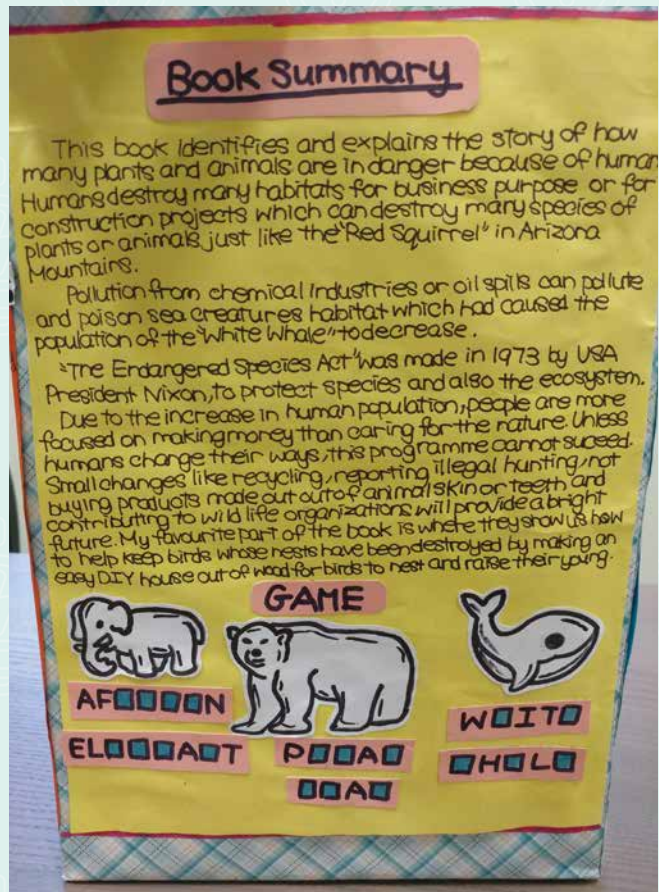 Book Summary
This book identifies and explains the story of how
many plants and animals are in danger because of human
Humans destroy many habitats for business purpose or for
construction projects which can destroy many species of
plants or animals just like the "Red Squirrel" in Arizona
Mountains.
Pollution from chemical industries or oil spills can pollute
and poison sea creatures habitat which had caused the
population of the "White Whale" to decrease.
"The Endangered Species Act" was made in 1973 by USA
President Nixon, to protect species and also the ecosystem.
Due to the increase in human population, people are more
focused on making money than caring for the nature. Unless
humans change their ways, this programme cannot suceed.
Small changes like recycling, reporting illegal hunting, not
buying products made out out of animal skin or teeth and
contributing to wild life organizations will provide a bright
future. My favourite part of the book is where they show us how
to help keep birds whose nests have been destroyed by making an
easy DIY house out of wood for birds to nest and raise their young.
GAME
AF□□□□N
EL□□□A□T
P□□A□
□□A□
W□IT□
□H□L□